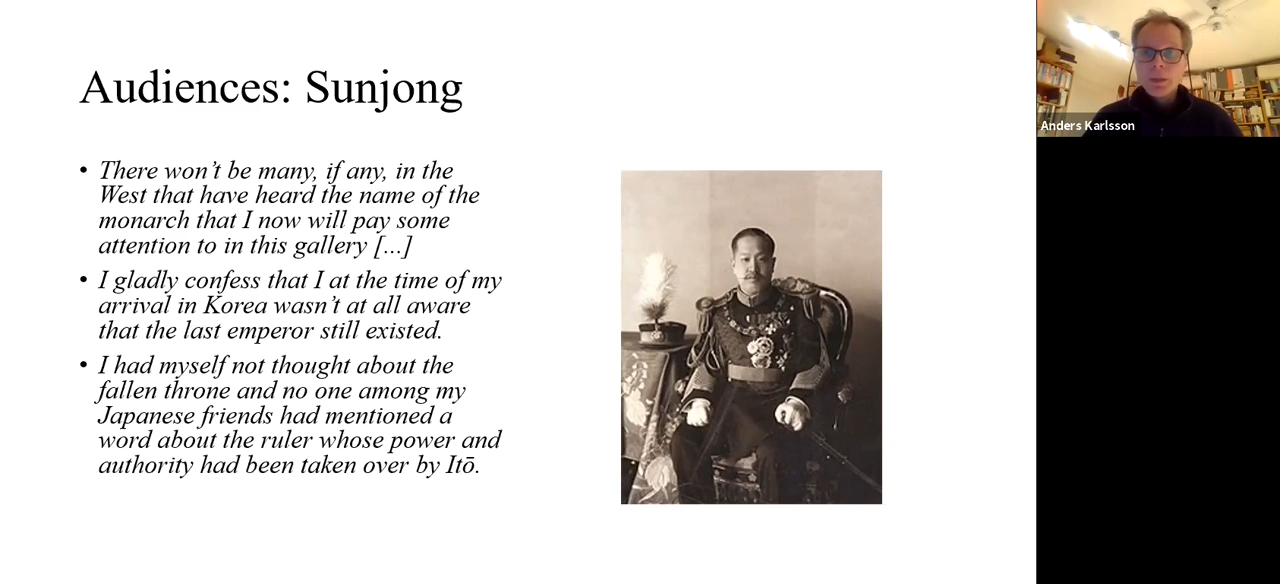 Audiences: Sunjong
• There won’t be many, if any, in the
West that have heard the name of the
monarch that I now will pay some
attention to in this gallery [...]
• I gladly confess that I at the time of my
arrival in Korea wasn’t at all aware
that the last emperor still existed.
• I had myself not thought about the
fallen throne and no one among my
Japanese friends had mentioned a
word about the ruler whose power and
authority had been taken over by Itō.
Anders Karlsson